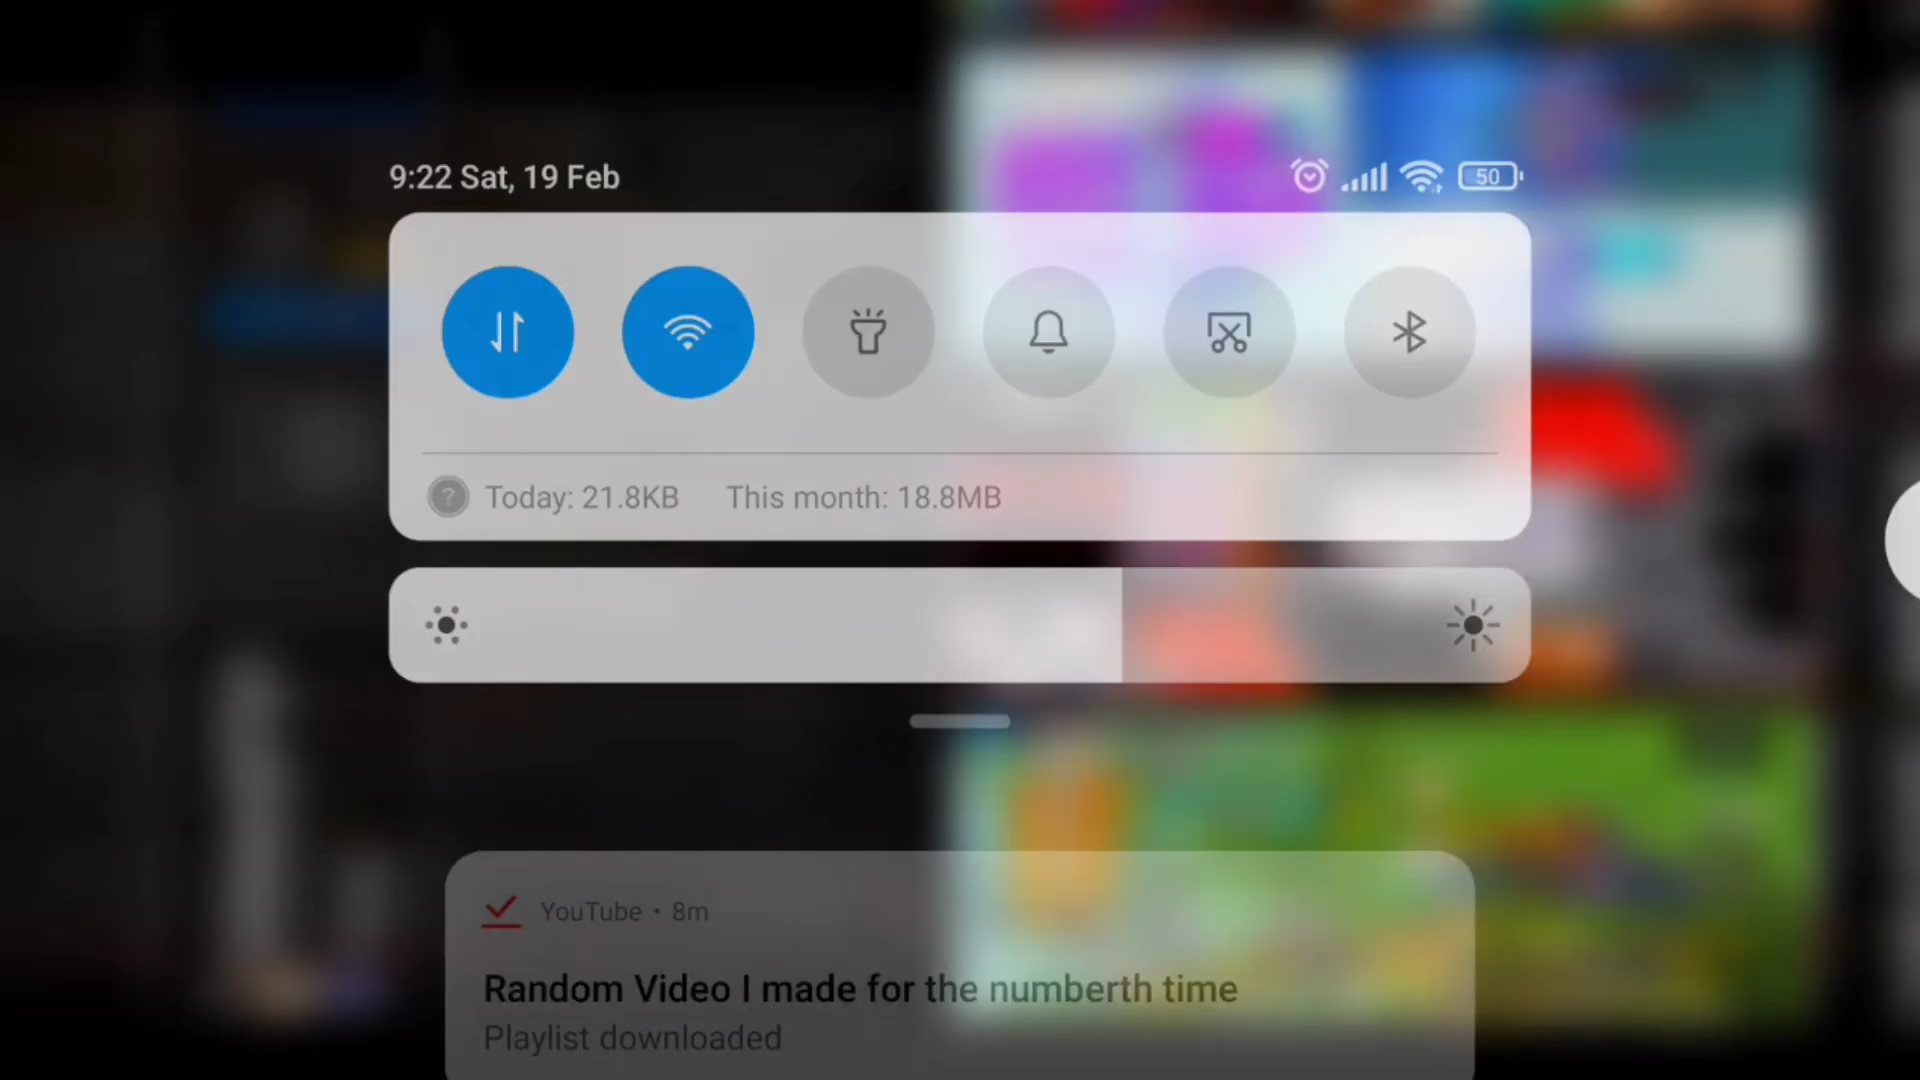 9:22 Sat, 19 Feb
50
Today: 21.8KB This month: 18.8MB
YouTube • 8m
Random Video I made for the numberth time
Playlist downloaded